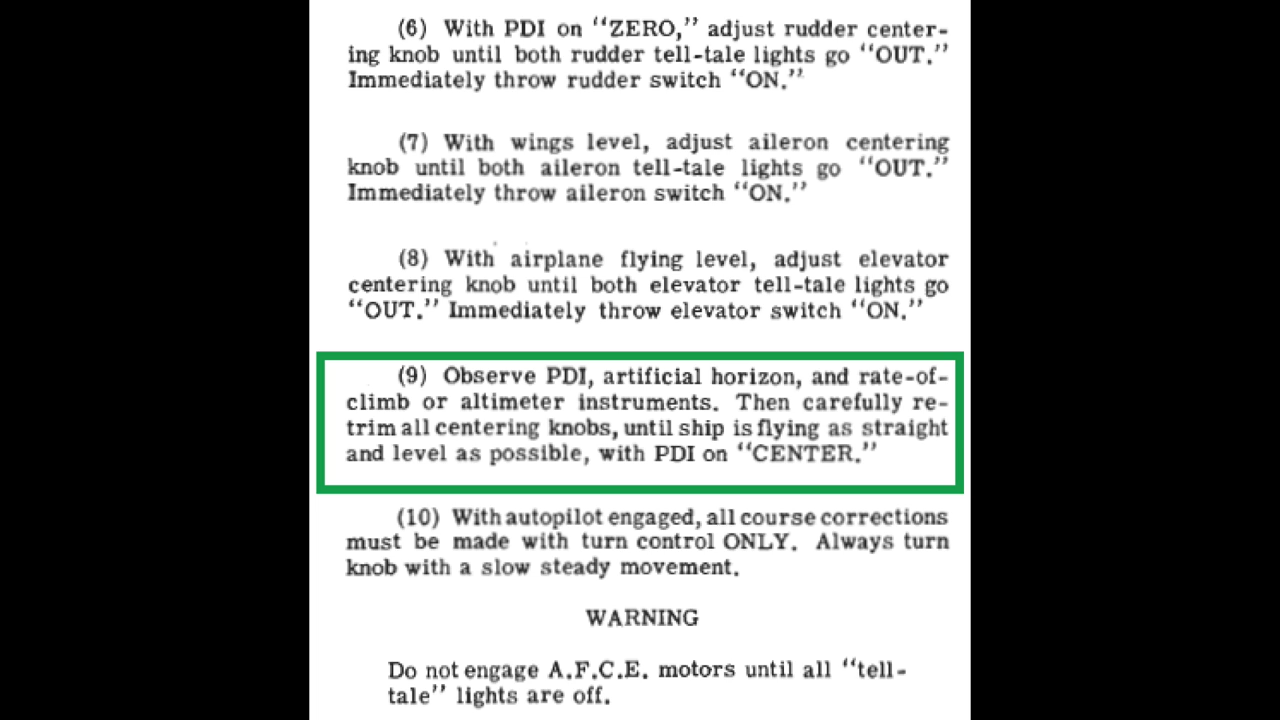 (6) With PDI on "ZERO," adjust rudder center-
ing knob until both rudder tell-tale lights go "OUT."
Immediately throw rudder switch "ON."
(7) With wings level, adjust aileron centering
knob until both aileron tell-tale lights go "OUT."
Immediately throw aileron switch "ON."
(8) With airplane flying level, adjust elevator
centering knob until both elevator tell-tale lights go
"OUT." Immediately throw elevator switch "ON."
(9) Observe PDI, artificial horizon, and rate-of-
climb or altimeter instruments. Then carefully re-
trim all centering knobs, until ship is flying as straight
and level as possible, with PDI on "CENTER."
(10) With autopilot engaged, all course corrections
must be made with turn control ONLY. Always turn
knob with a slow steady movement.
WARNING
Do not engage A.F.C.E. motors until all "tell-
tale" lights are off.